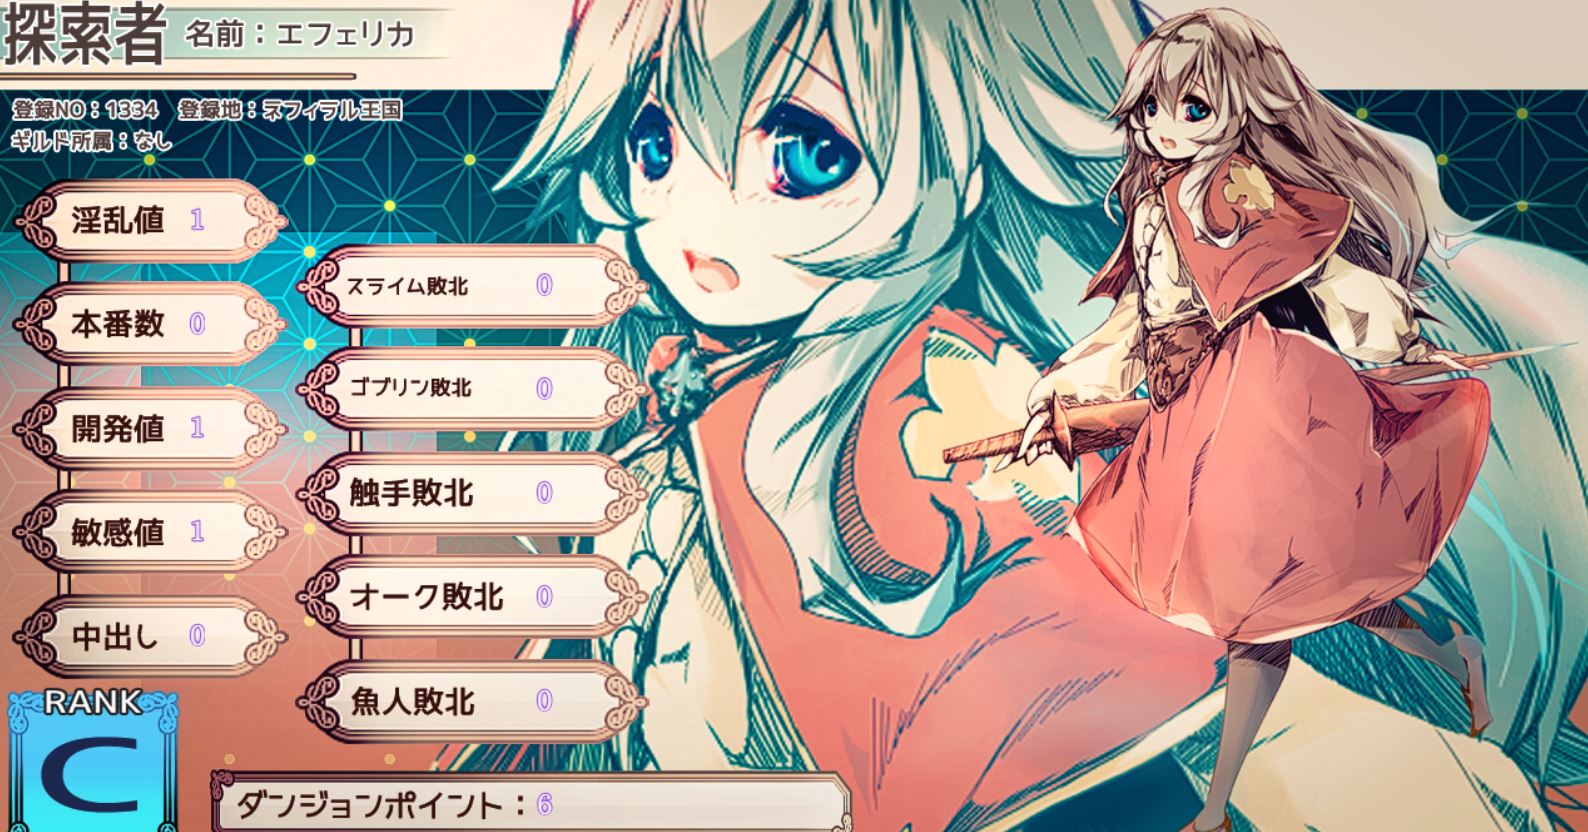 探索者 名前：エフェリカ
登録NO：1334 登録地：ネフィラル王国
ギルド所属：なし
淫乱値 1
本番数 0
開発値 1
敏感値 1
中出し 0
スライム敗北 0
ゴブリン敗北 0
触手敗北 0
オーク敗北 0
魚人敗北 0
RANK
C
ダンジョンポイント：6